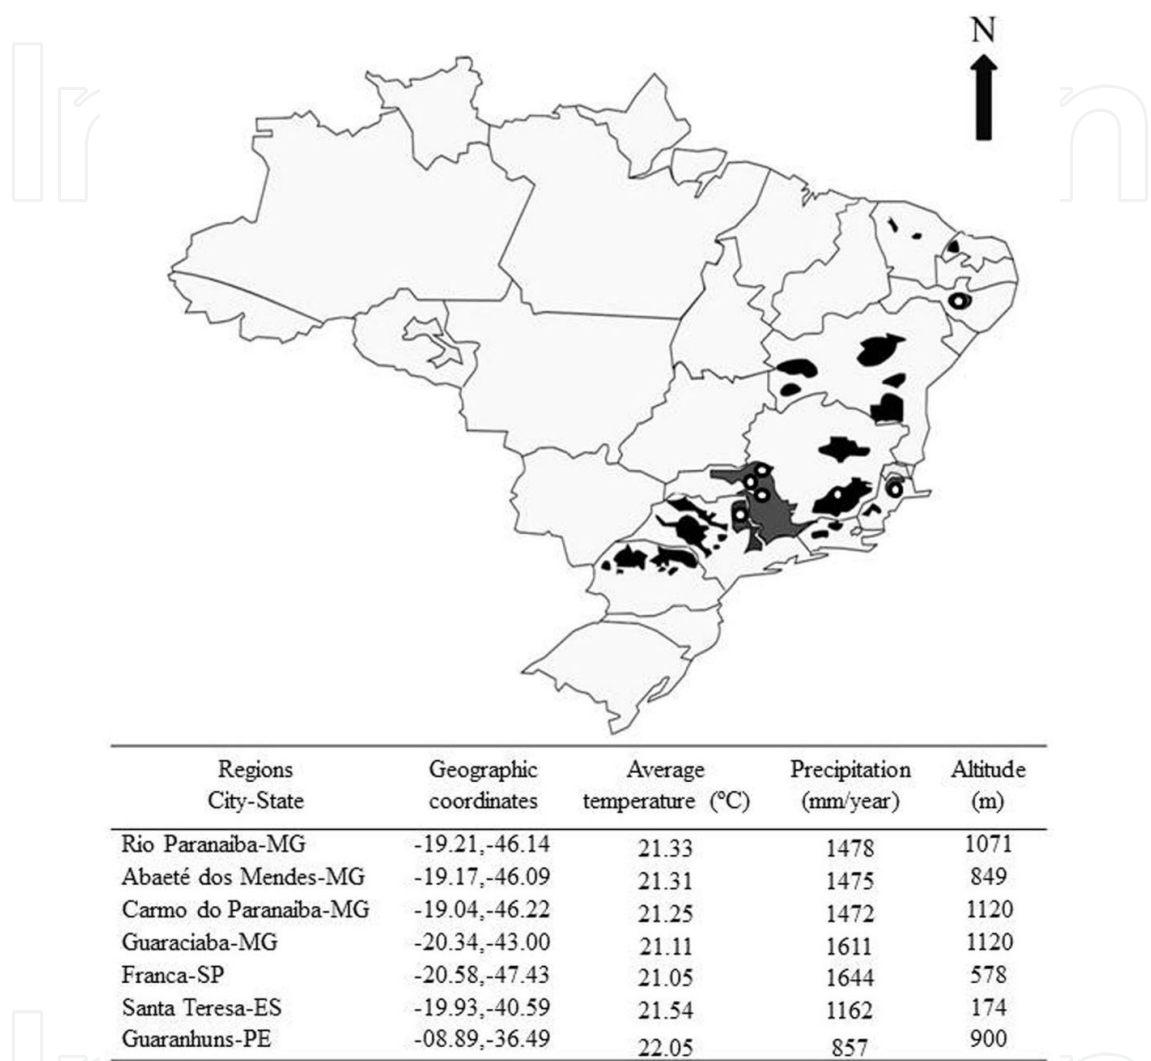 N
Regions Geographic Average Precipitation Altitude
City-State coordinates temperature (ºC) (mm/year) (m)
Rio Paranaiba-MG -19.21,-46.14 21.33 1478 1071
Abaeté dos Mendes-MG -19.17,-46.09 21.31 1475 849
Carmo do Paranaiba-MG -19.04,-46.22 21.25 1472 1120
Guaraciaba-MG -20.34,-43.00 21.11 1611 1120
Franca-SP -20.58,-47.43 21.05 1644 578
Santa Teresa-ES -19.93,-40.59 21.54 1162 174
Guaranhuns-PE -08.89,-36.49 22.05 857 900